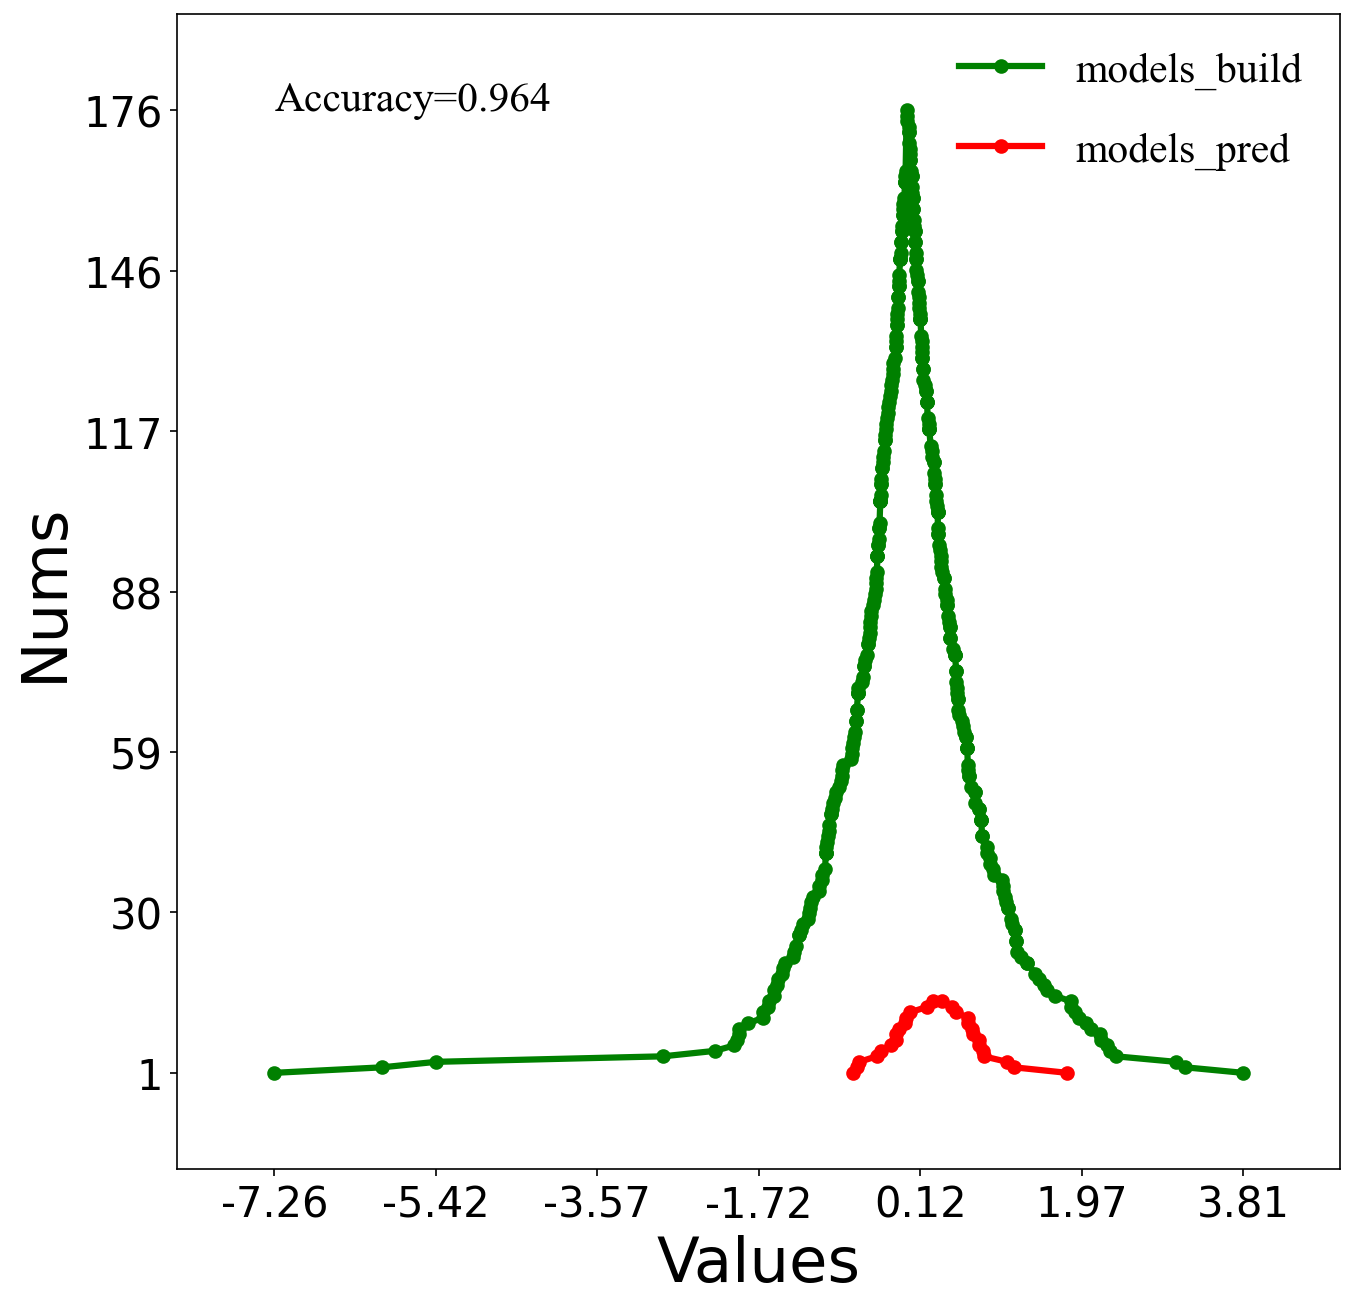 Accuracy=0.964
models_build
models_pred
176
146
117
88
59
30
1
Nums
-7.26 -5.42 -3.57 -1.72 0.12 1.97 3.81
Values